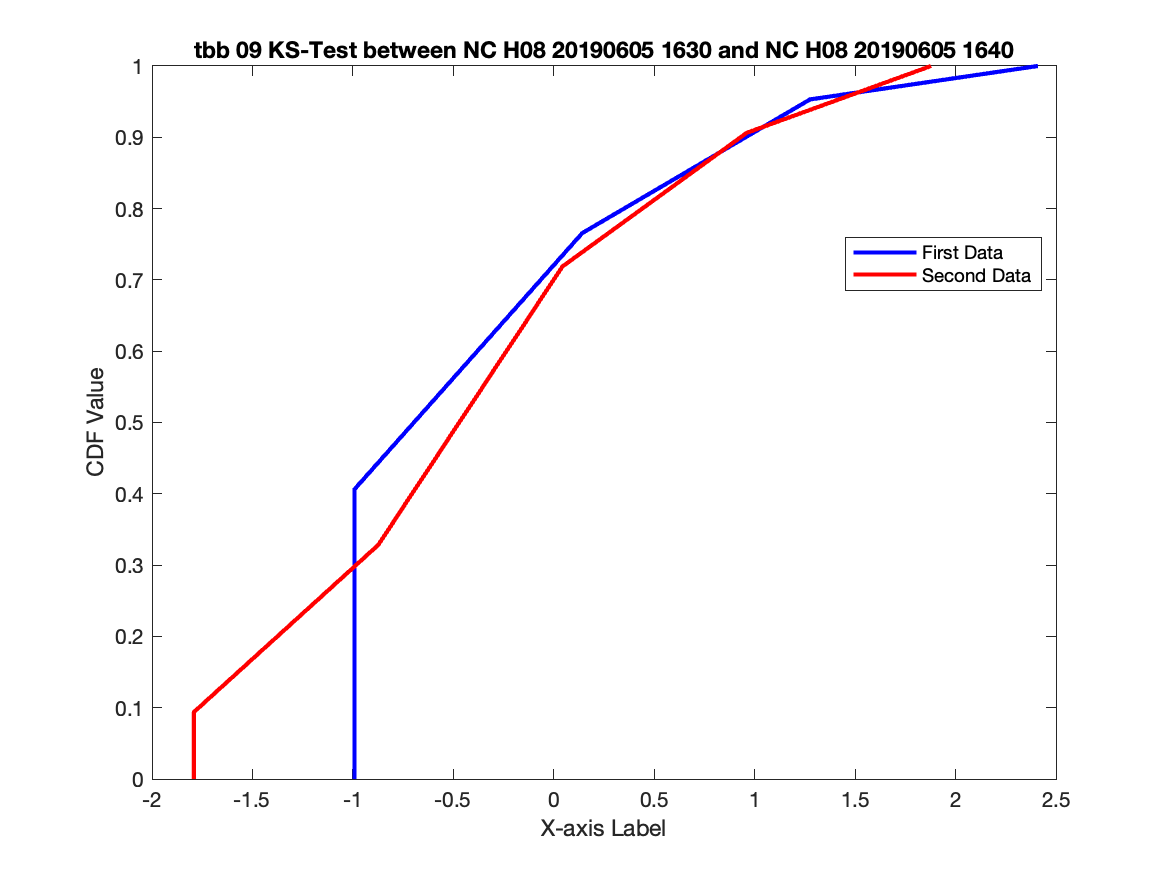 tbb 09 KS-Test between NC H08 20190605 1630 and NC H08 20190605 1640
1
0.9
0.8
0.7
0.6
0.5
0.4
0.3
0.2
0.1
0
CDF Value
First Data
Second Data
-2 -1.5 -1 -0.5 0 0.5 1 1.5 2 2.5
X-axis Label